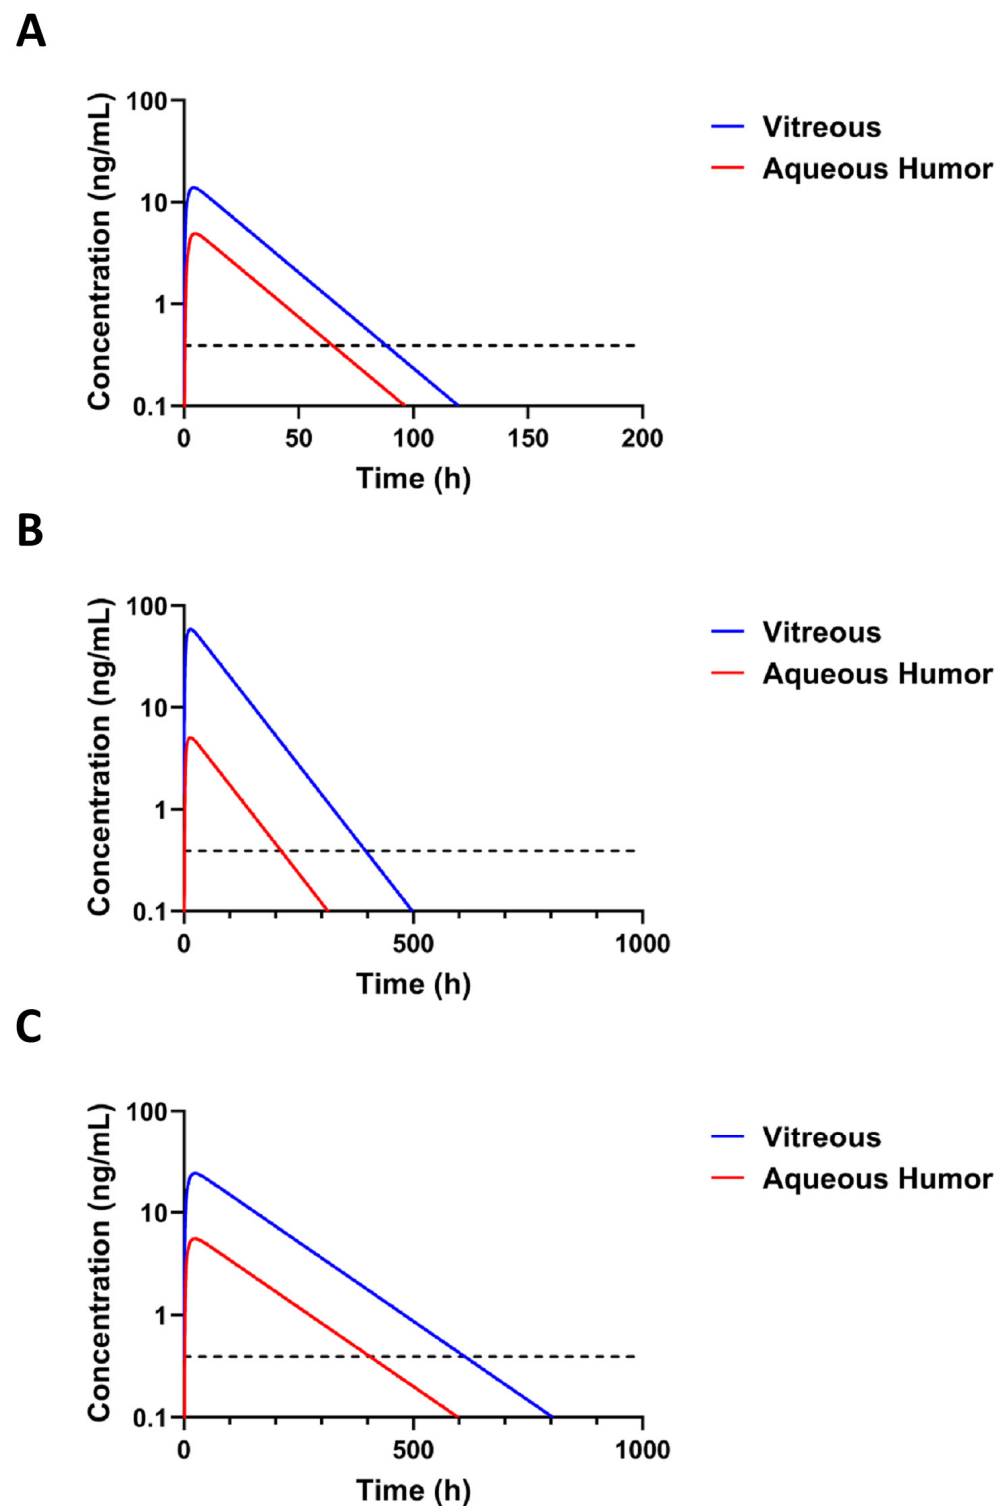 A
Concentration (ng/mL)
100
10
1
0.1
0 50 100 150 200
Time (h)
Vitreous
Aqueous Humor
B
Concentration (ng/mL)
100
10
1
0.1
0 500 1000
Time (h)
Vitreous
Aqueous Humor
C
Concentration (ng/mL)
100
10
1
0.1
0 500 1000
Time (h)
Vitreous
Aqueous Humor